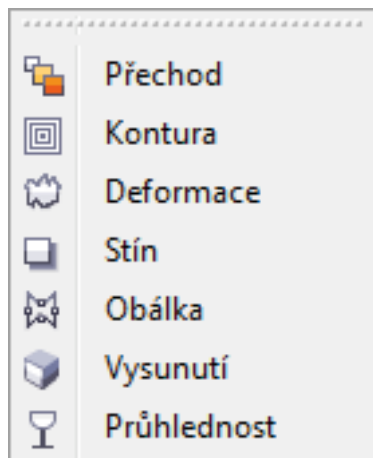 Přechod
Kontura
Deformace
Stín
Obálka
Vysunutí
Průhlednost